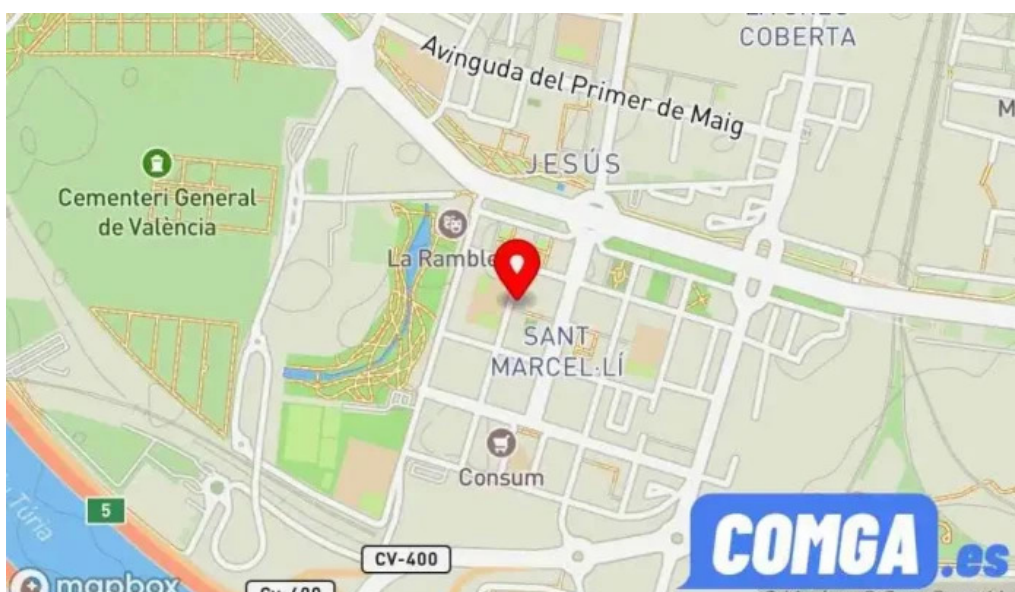 COBERTA
Avinguda del Primer de Maig
M
JESÚS
Cementeri General
de València
La Ramble
SANT
MARCEL·LÍ
Consum
5
Túria
CV-400
COMGA.es
mapbox